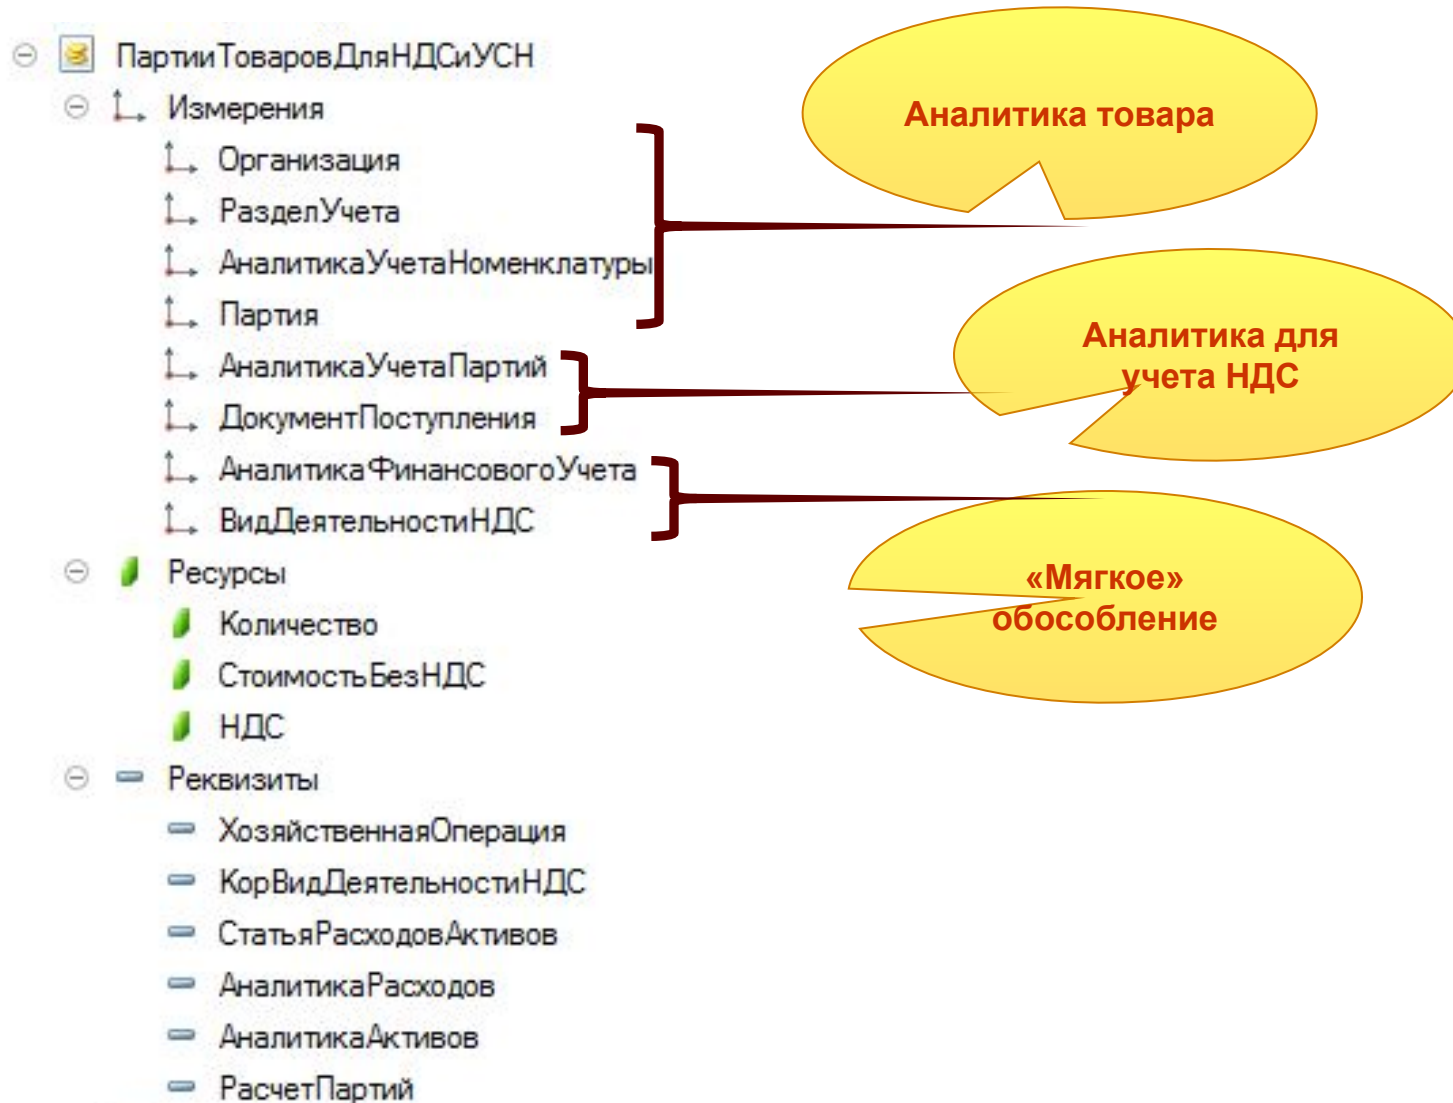 ПартииТоваровДляНДСиУСН
Измерения
Организация
РазделУчета
АналитикаУчетаНоменклатуры
Партия
АналитикаУчетаПартий
ДокументПоступления
АналитикаФинансовогоУчета
ВидДеятельностиНДС
Ресурсы
Количество
СтоимостьБезНДС
НДС
Реквизиты
ХозяйственнаяОперация
КорВидДеятельностиНДС
СтатьяРасходовАктивов
АналитикаРасходов
АналитикаАктивов
РасчетПартий
Аналитика товара
Аналитика для
учета НДС
«Мягкое»
обособление